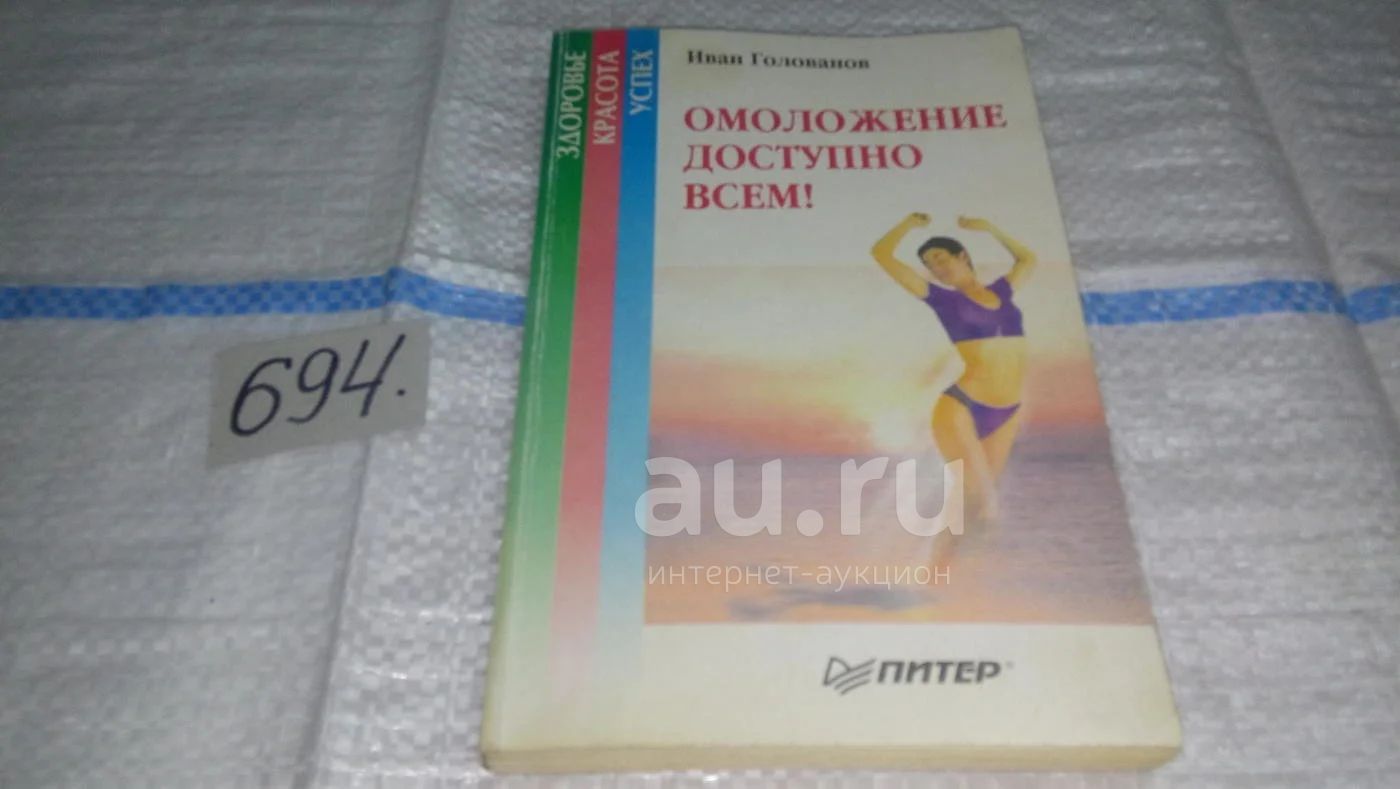 Иван Голованов
ЗДОРОВЬЕ
КРАСОТА
УСПЕХ
ОМОЛОЖЕНИЕ
ДОСТУПНО
ВСЕМ!
694.
au.ru
интернет-аукцион
ПИТЕР®